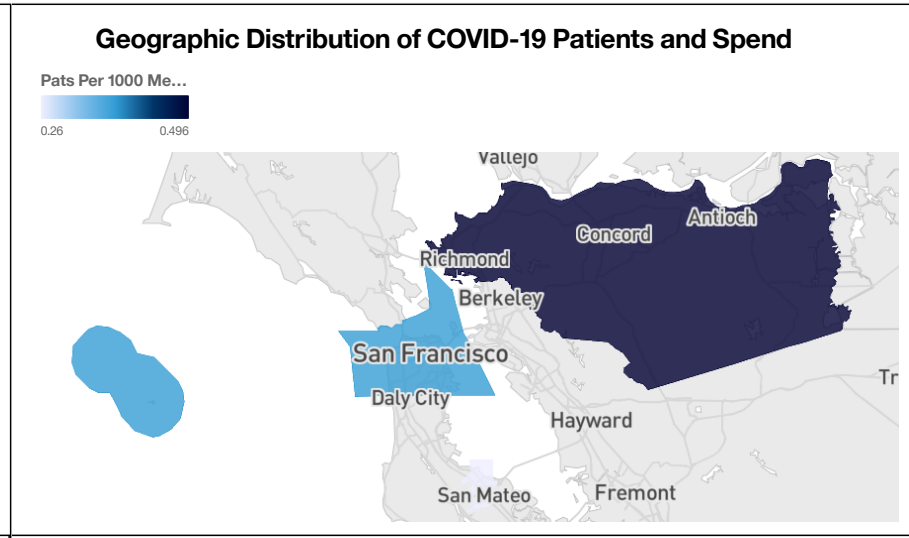 Geographic Distribution of COVID-19 Patients and Spend
Pats Per 1000 Me...
0.26 0.496
Vallejo
Antioch
Concord
Richmond
Berkeley
San Francisco
Tr
Daly City
Hayward
San Mateo
Fremont